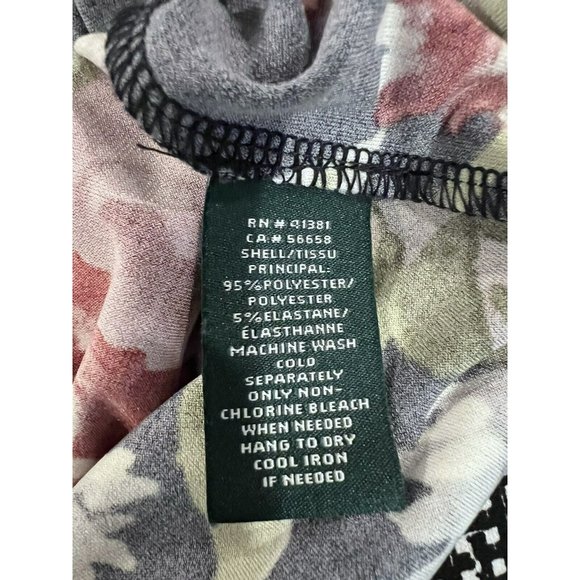 RN # 41381
CA # 56658
SHELL/TISSU
PRINCIPAL:
95%POLYESTER/
POLYESTER
5%ELASTANE/
ÉLASTHANNE
MACHINE WASH
COLD
SEPARATELY
ONLY NON-
CHLORINE BLEACH
WHEN NEEDED
HANG TO DRY
COOL IRON
IF NEEDED